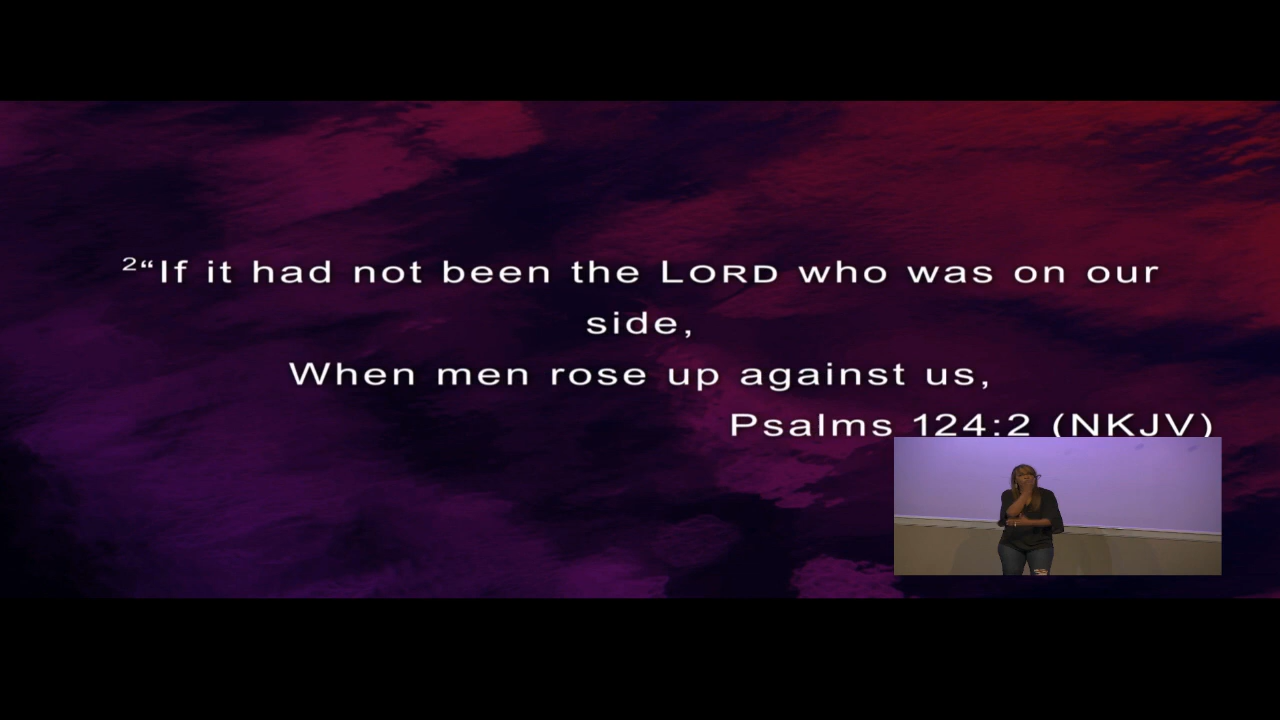 2“If it had not been the LORD who was on our
side,
When men rose up against us,
Psalms 124:2 (NKJV)